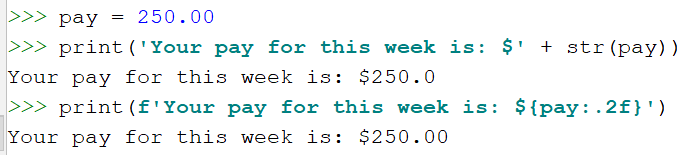 >>> pay = 250.00
>>> print('Your pay for this week is: $' + str(pay))
Your pay for this week is: $250.0
>>> print(f'Your pay for this week is: ${pay:.2f}')
Your pay for this week is: $250.00